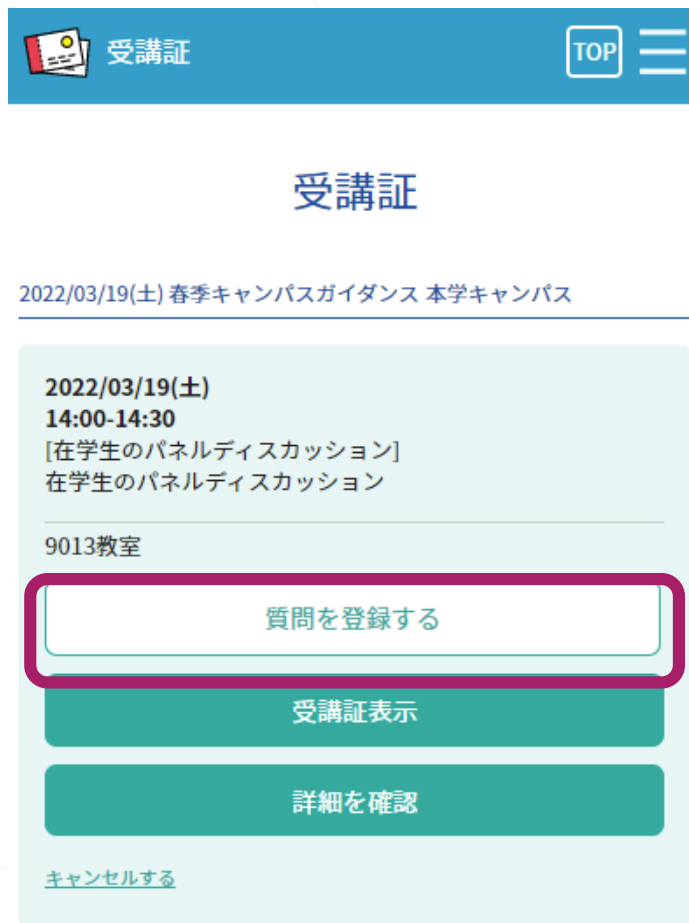 受講証
TOP
受講証
2022/03/19(土) 春季キャンパスガイダンス 本学キャンパス
2022/03/19(土)
14:00-14:30
[在学生のパネルディスカッション]
在学生のパネルディスカッション
9013教室
質問を登録する
受講証表示
詳細を確認
キャンセルする